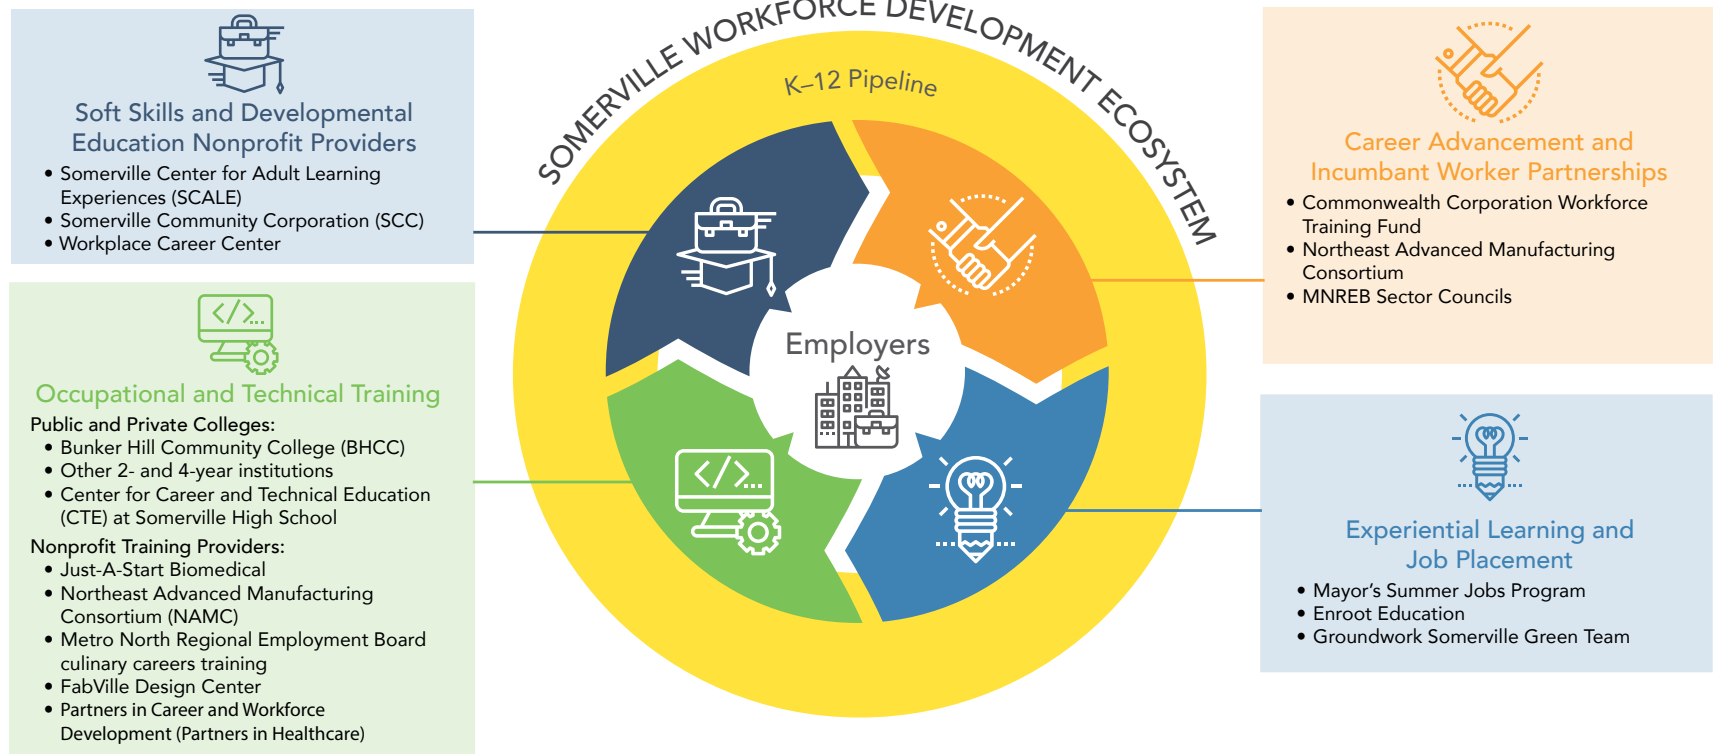 SOMERVILLE WORKFORCE DEVELOPMENT ECOSYSTEM
K–12 Pipeline
Employers
Soft Skills and Developmental
Education Nonprofit Providers
• Somerville Center for Adult Learning
Experiences (SCALE)
• Somerville Community Corporation (SCC)
• Workplace Career Center
</>...
Occupational and Technical Training
Public and Private Colleges:
• Bunker Hill Community College (BHCC)
• Other 2- and 4-year institutions
• Center for Career and Technical Education
(CTE) at Somerville High School
Nonprofit Training Providers:
• Just-A-Start Biomedical
• Northeast Advanced Manufacturing
Consortium (NAMC)
• Metro North Regional Employment Board
culinary careers training
• FabVille Design Center
• Partners in Career and Workforce
Development (Partners in Healthcare)
</>...
Career Advancement and
Incumbant Worker Partnerships
• Commonwealth Corporation Workforce
Training Fund
• Northeast Advanced Manufacturing
Consortium
• MNREB Sector Councils
Experiential Learning and
Job Placement
• Mayor’s Summer Jobs Program
• Enroot Education
• Groundwork Somerville Green Team